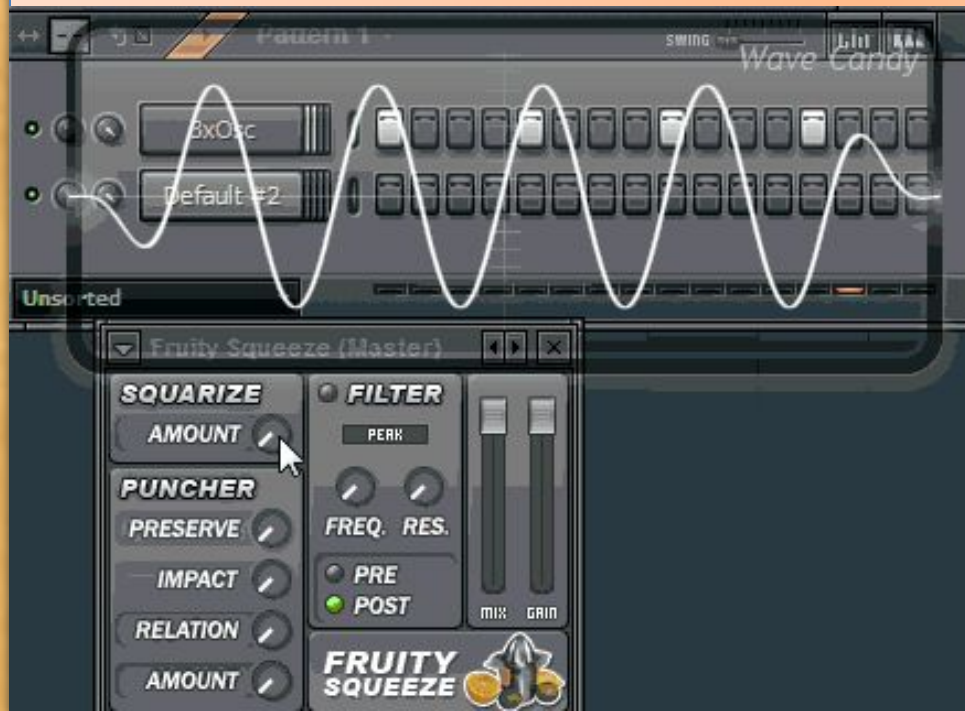 Pattern 1
SWING
Wave Candy
3xOsc
Default #2
Unsorted
Fruity Squeeze (Master)
SQUARIZE
AMOUNT
PUNCHER
PRESERVE
IMPACT
RELATION
AMOUNT
FILTER
PEAK
FREQ. RES.
PRE
POST
MIX GAIN
FRUITY
SQUEEZE